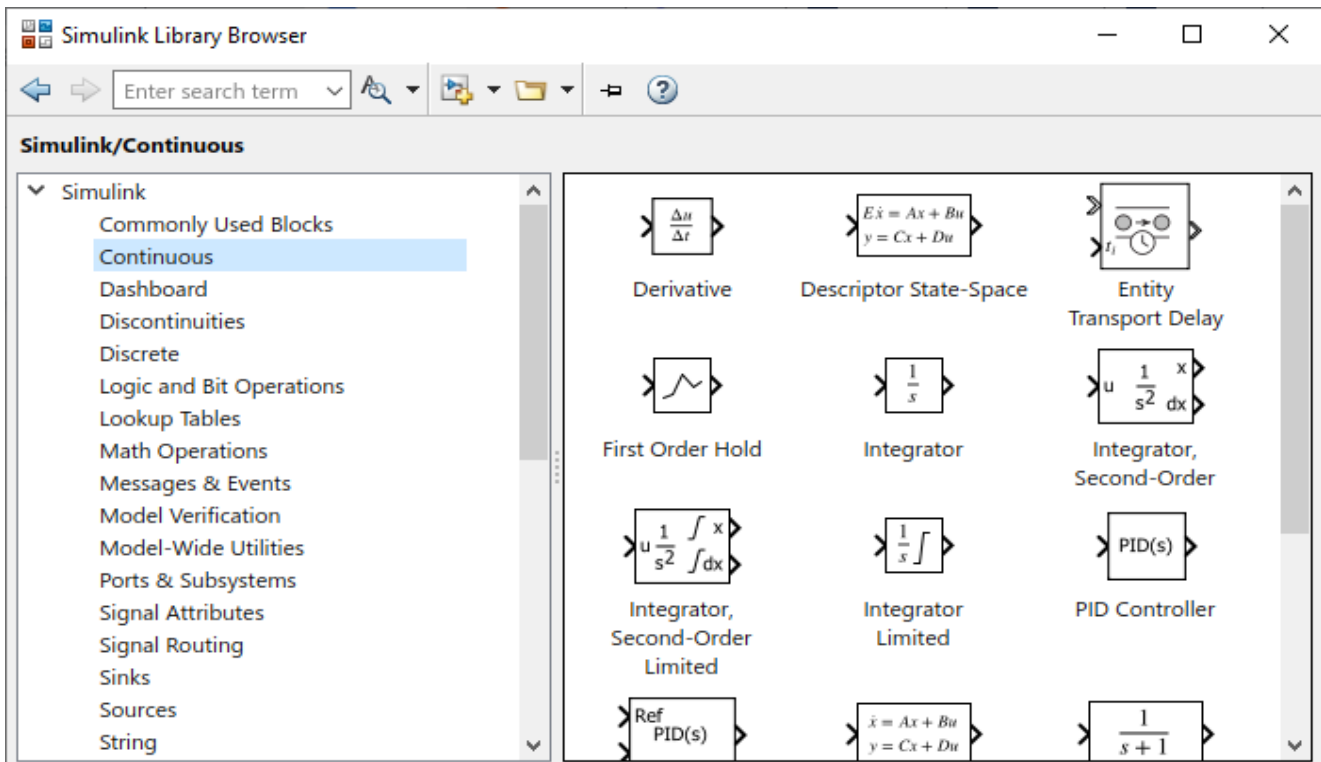 Simulink Library Browser
Enter search term
Simulink/Continuous
Simulink
Commonly Used Blocks
Continuous
Dashboard
Discontinuities
Discrete
Logic and Bit Operations
Lookup Tables
Math Operations
Messages & Events
Model Verification
Model-Wide Utilities
Ports & Subsystems
Signal Attributes
Signal Routing
Sinks
Sources
String
Δu
Δt
Derivative
Eẋ = Ax + Bu
y = Cx + Du
Descriptor State-Space
t_i
Entity
Transport Delay
First Order Hold
1
s
Integrator
u 1 x
s² dx
Integrator,
Second-Order
u 1 ∫ x
s² ∫dx
Integrator,
Second-Order
Limited
1 ∫
s
Integrator
Limited
PID(s)
PID Controller
Ref
PID(s)
ẋ = Ax + Bu
y = Cx + Du
1
s + 1